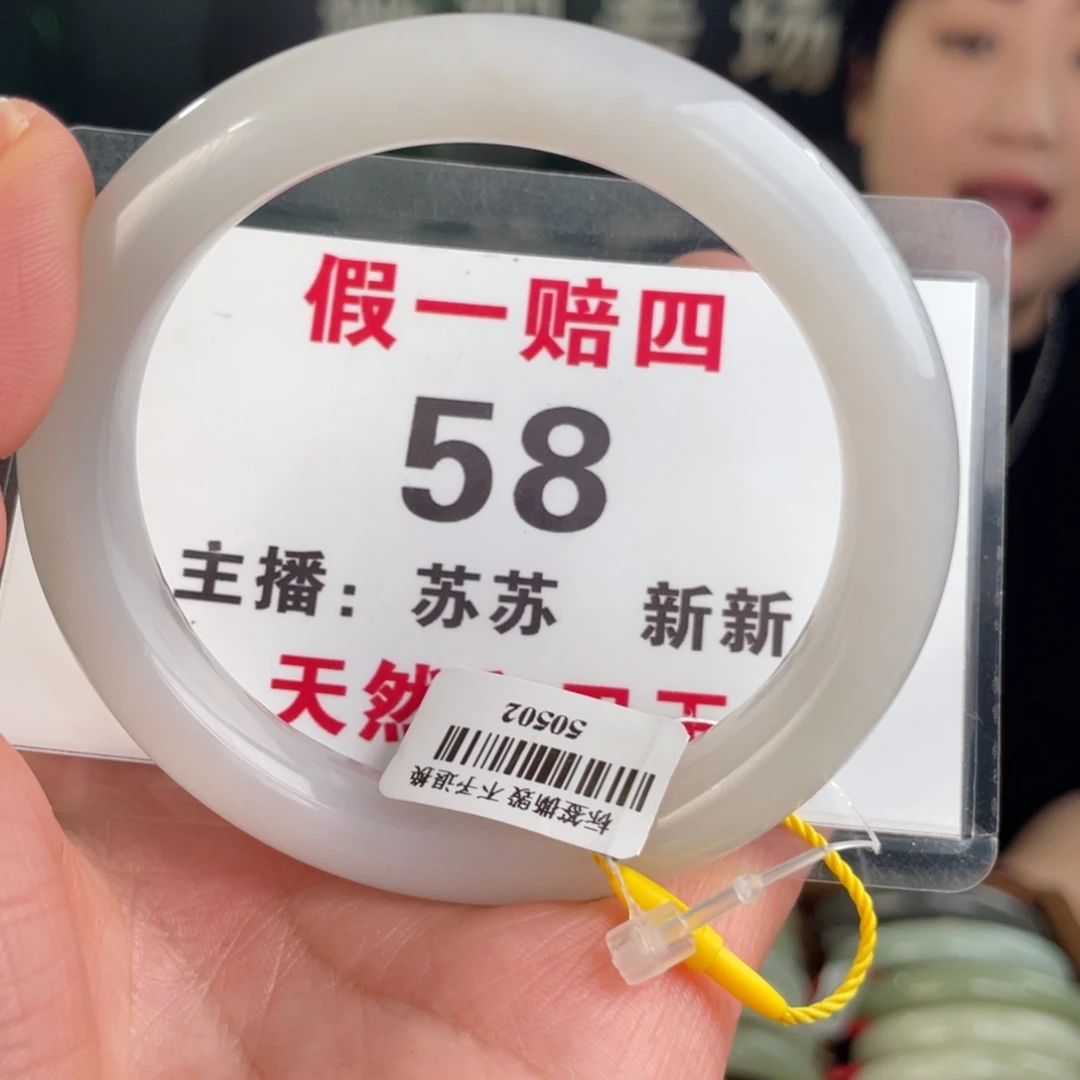 假一赔四
58
主播：苏苏 新新
天然
50502
标签撕毁 不予退换